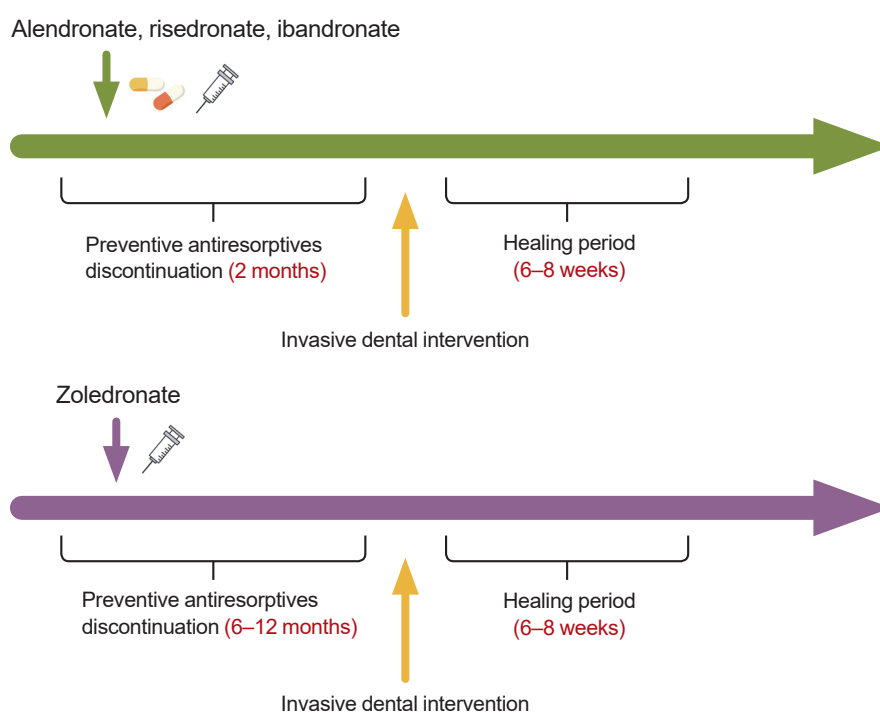 Alendronate, risedronate, ibandronate
Preventive antiresorptives
discontinuation (2 months)
Healing period
(6–8 weeks)
Invasive dental intervention
Zoledronate
Preventive antiresorptives
discontinuation (6–12 months)
Healing period
(6–8 weeks)
Invasive dental intervention